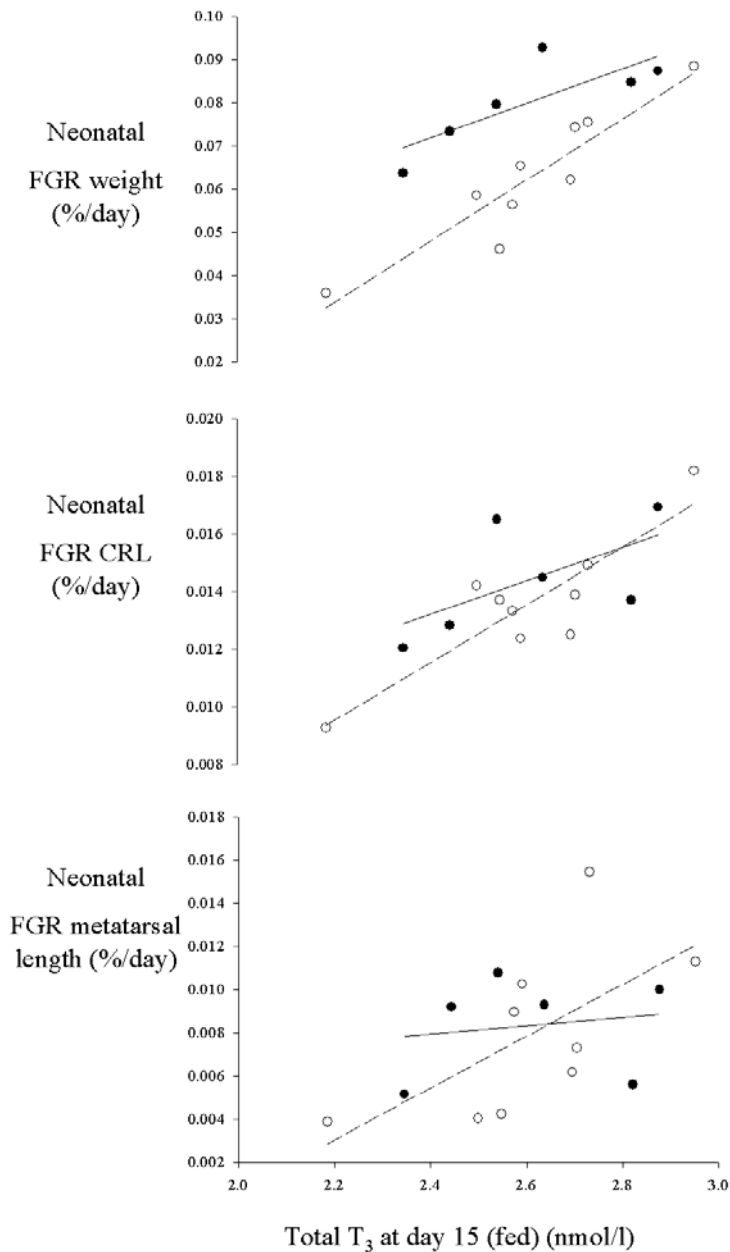 0.10
0.09
0.08
0.07
0.06
0.05
0.04
0.03
0.02
Neonatal
FGR weight
(%/day)
0.020
0.018
0.016
0.014
0.012
0.010
0.008
Neonatal
FGR CRL
(%/day)
0.018
0.016
0.014
0.012
0.010
0.008
0.006
0.004
0.002
Neonatal
FGR metatarsal
length (%/day)
2.0 2.2 2.4 2.6 2.8 3.0
Total T₃ at day 15 (fed) (nmol/l)